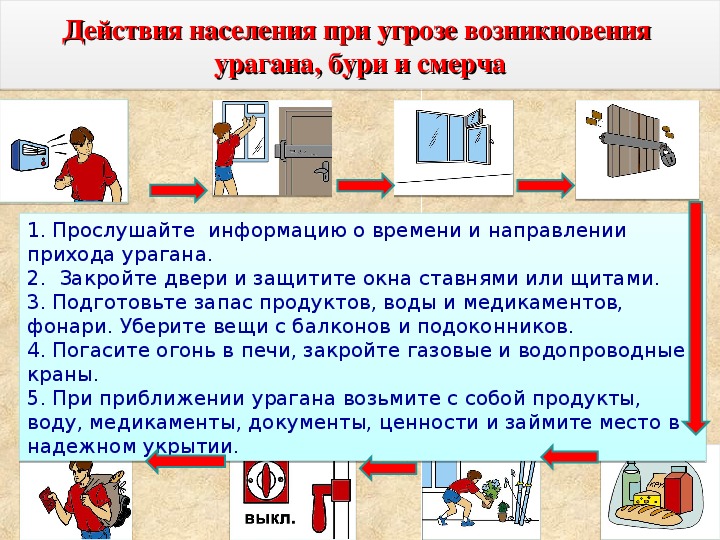 Действия населения при угрозе возникновения
урагана, бури и смерча
1. Прослушайте  информацию о времени и направлении
прихода урагана.
2.  Закройте двери и защитите окна ставнями или щитами.
3. Подготовьте запас продуктов, воды и медикаментов,
фонари. Уберите вещи с балконов и подоконников.
4. Погасите огонь в печи, закройте газовые и водопроводные
краны.
5. При приближении урагана возьмите с собой продукты,
воду, медикаменты, документы, ценности и займите место в
надежном укрытии.
выкл.